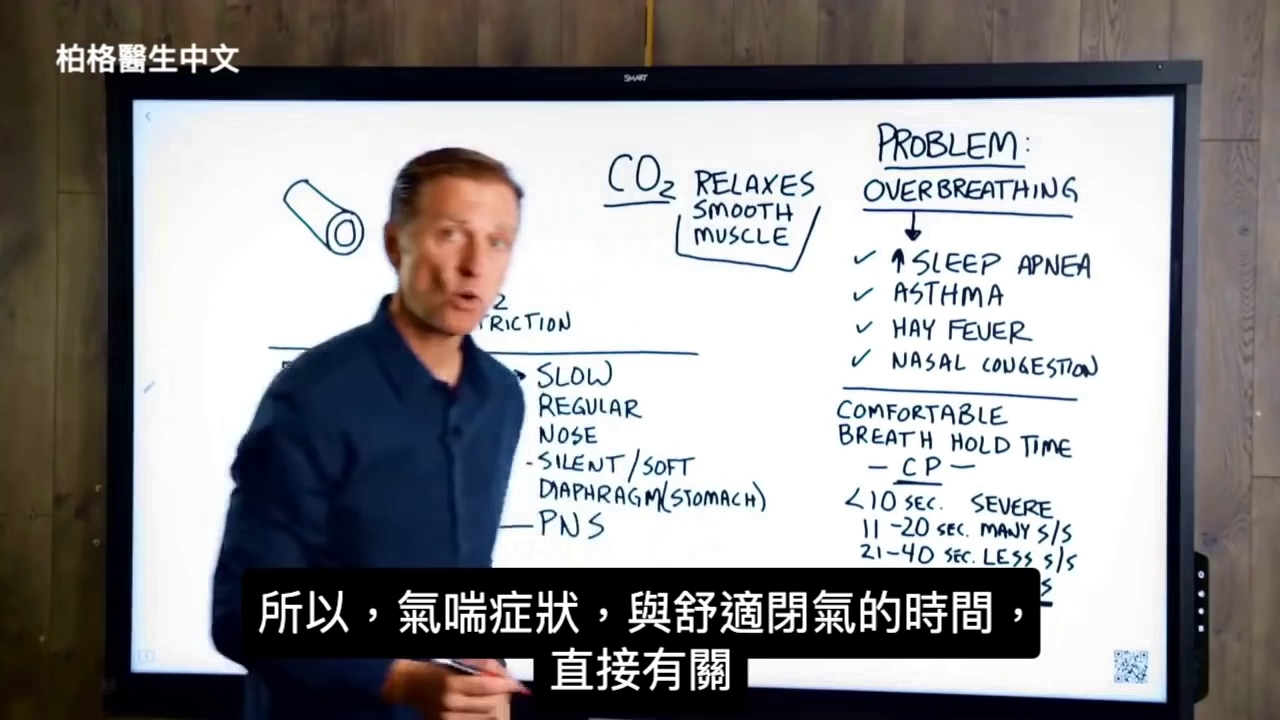 柏格醫生中文
SMART
CO₂ RELAXES
SMOOTH
MUSCLE
2
TRICTION
SLOW
REGULAR
NOSE
-SILENT/SOFT
DIAPHRAGM(STOMACH)
— PNS
PROBLEM:
OVERBREATHING
↓
✓ ↑SLEEP APNEA
✓ ASTHMA
✓ HAY FEVER
✓ NASAL CONGESTION
COMFORTABLE
BREATH HOLD TIME
— CP —
<10 SEC. SEVERE
11-20 SEC. MANY S/S
21-40 SEC. LESS S/S
S
所以，氣喘症狀，與舒適閉氣的時間，
直接有關